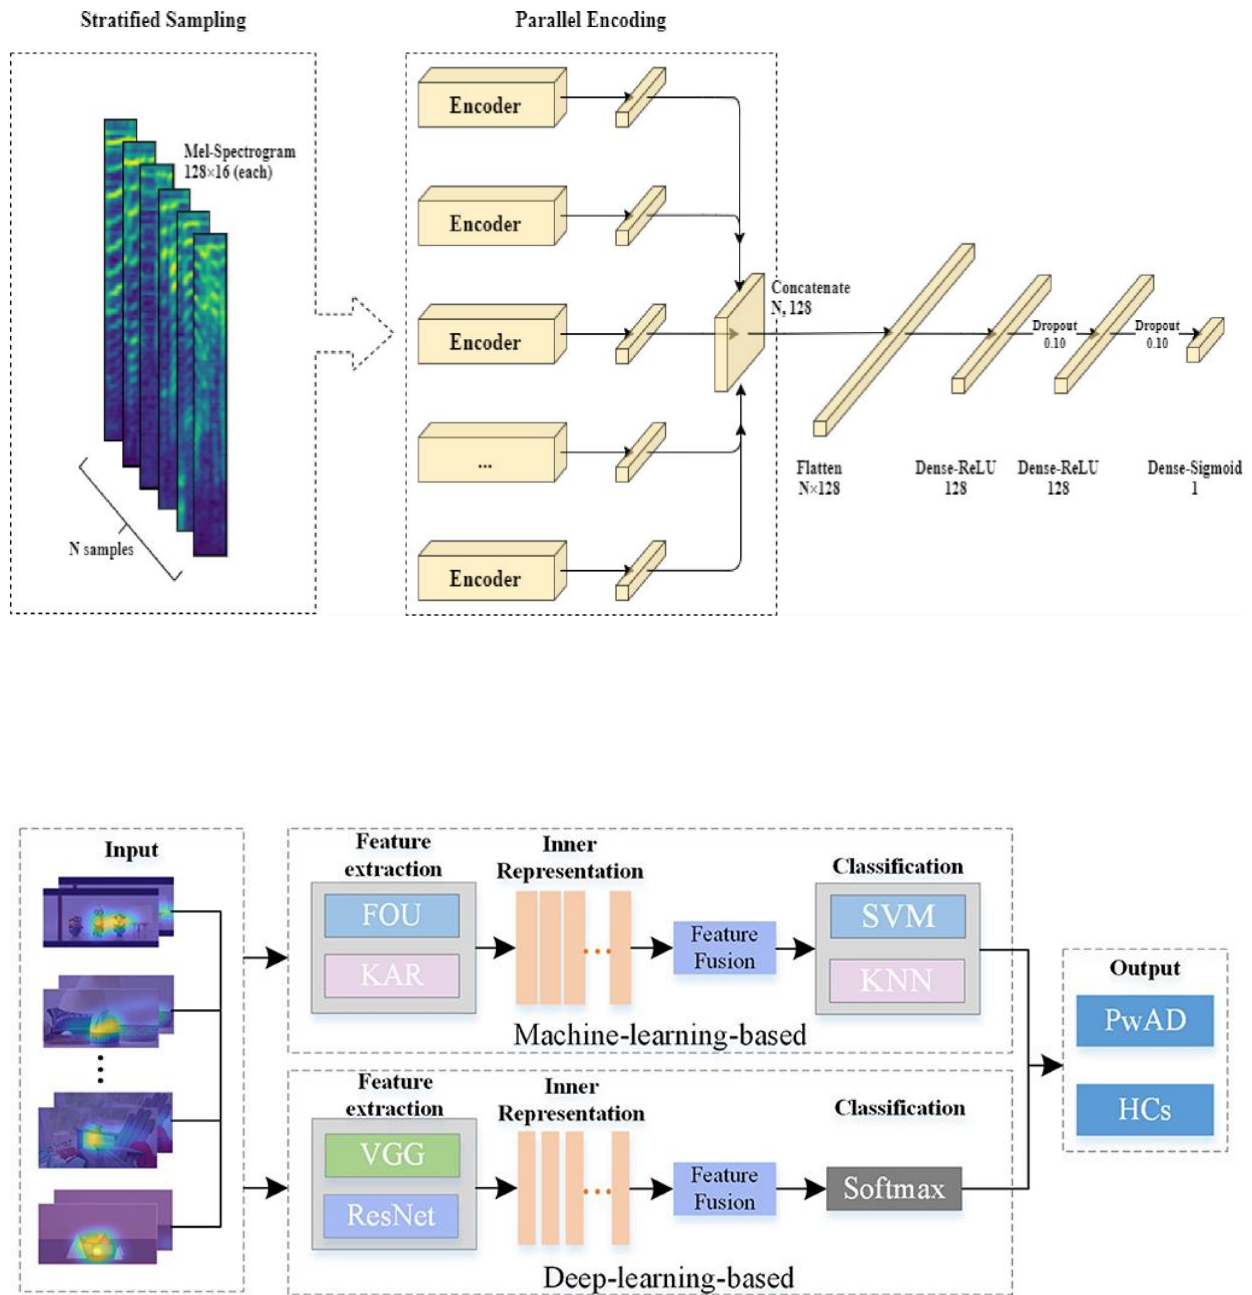 Stratified Sampling
Parallel Encoding
Mel-Spectrogram
128×16 (each)
N samples
Encoder
Encoder
Encoder
...
Encoder
Concatenate
N, 128
Dropout
0.10
Dropout
0.10
Flatten
N×128
Dense-ReLU
128
Dense-ReLU
128
Dense-Sigmoid
1
Input
Feature
extraction
FOU
KAR
Inner
Representation
Feature
Fusion
Classification
SVM
KNN
Machine-learning-based
Feature
extraction
VGG
ResNet
Inner
Representation
Feature
Fusion
Classification
Softmax
Deep-learning-based
Output
PwAD
HCs